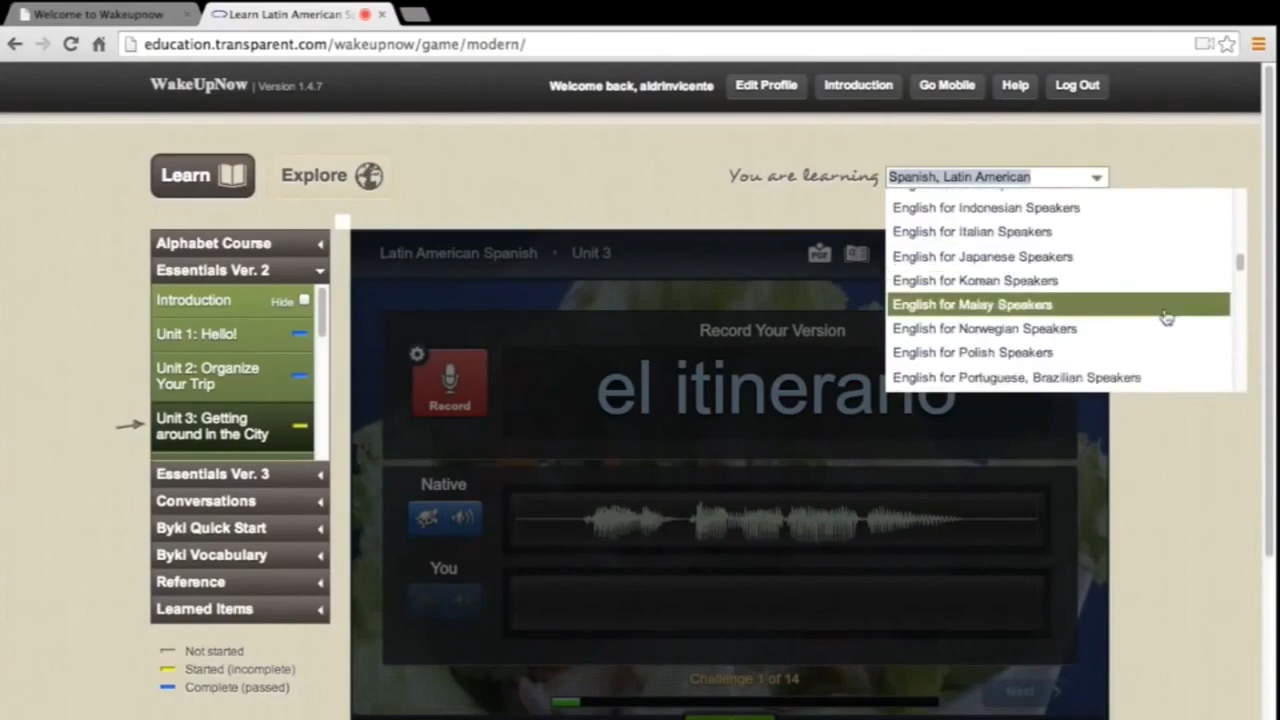 Welcome to Wakeupnow
Learn Latin American Sp
education.transparent.com/wakeupnow/game/modern/
WakeUpNow | Version 1.4.7
Welcome back, aldrinvicente
Edit Profile
Introduction
Go Mobile
Help
Log Out
Learn
Explore
You are learning
Spanish, Latin American
English for Indonesian Speakers
English for Italian Speakers
English for Japanese Speakers
English for Korean Speakers
English for Malay Speakers
English for Norwegian Speakers
English for Polish Speakers
English for Portuguese, Brazilian Speakers
Alphabet Course
Essentials Ver. 2
Introduction
Hide
Unit 1: Hello!
Unit 2: Organize
Your Trip
Unit 3: Getting
around in the City
Essentials Ver. 3
Conversations
Byki Quick Start
Byki Vocabulary
Reference
Learned Items
Not started
Started (incomplete)
Complete (passed)
Latin American Spanish • Unit 3
PDF
Record Your Version
Record
el itinerario
Native
You
Challenge 1 of 14
Next